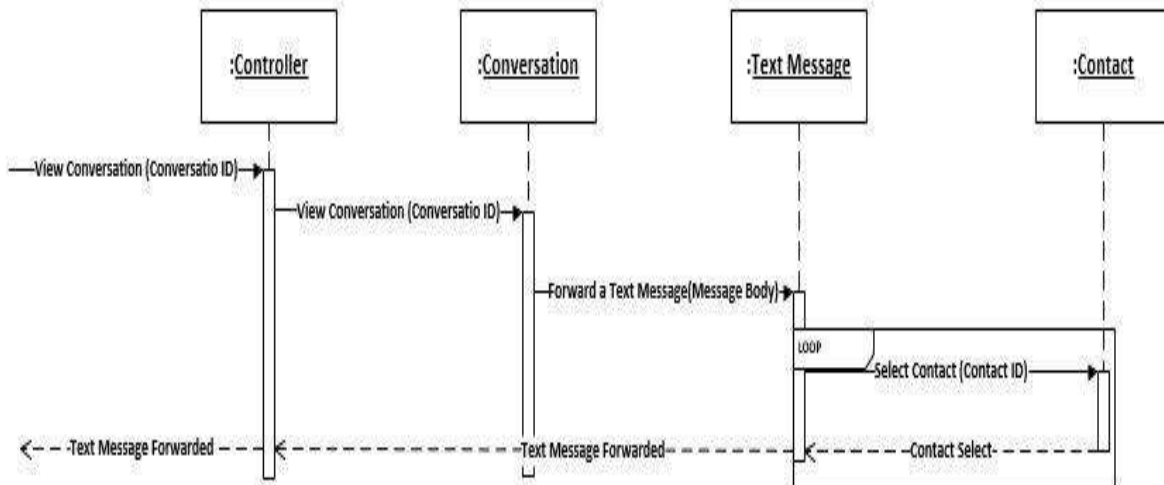 :Controller
:Conversation
:Text Message
:Contact
View Conversation (Conversatio ID)
View Conversation (Conversatio ID)
Forward a Text Message(Message Body)
LOOP
Select Contact (Contact ID)
Text Message Forwarded
Text Message Forwarded
Contact Select